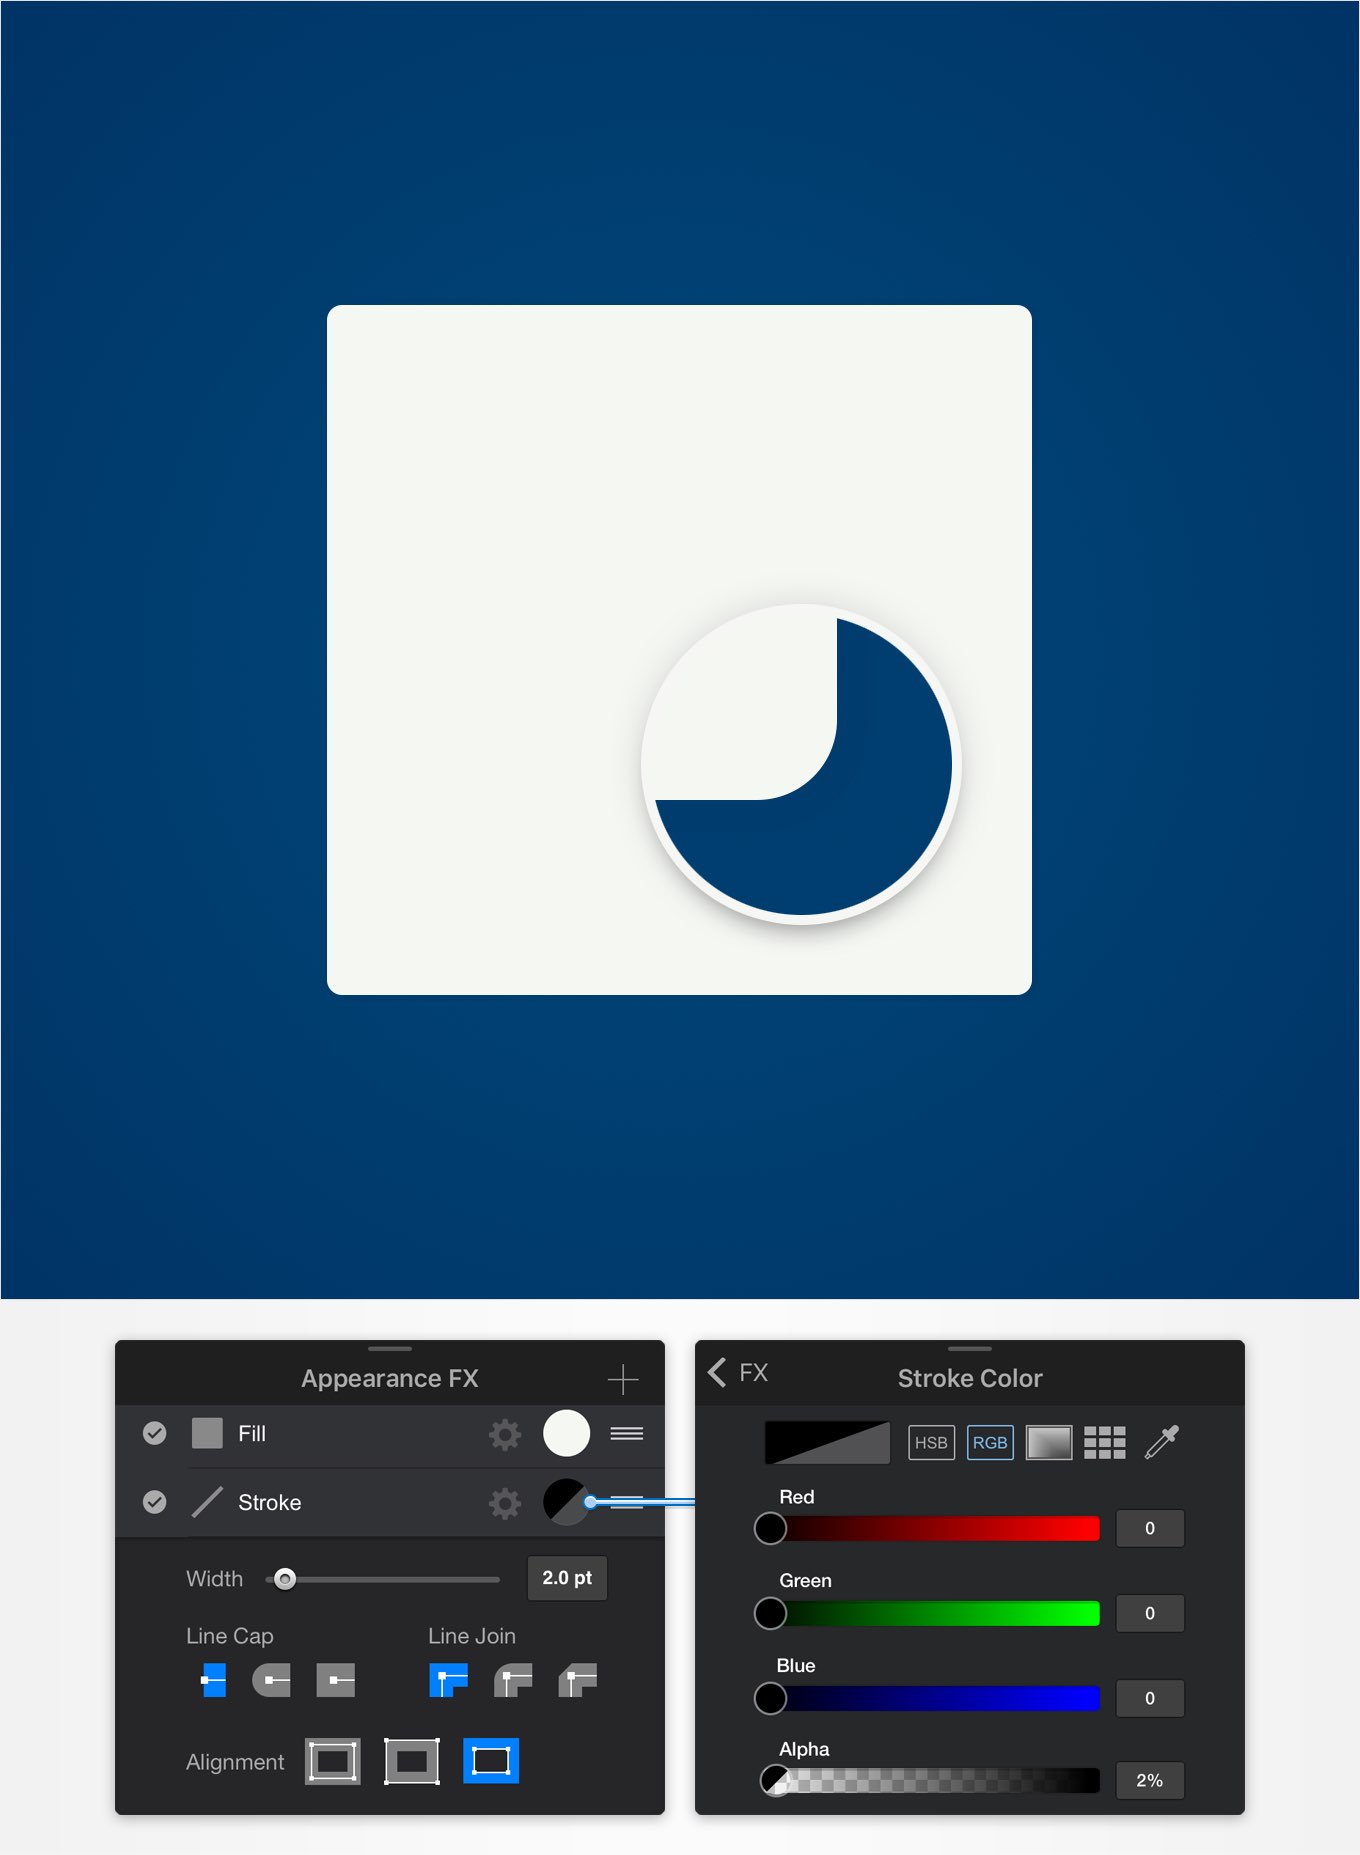 Appearance FX
Fill
Stroke
Width
2.0 pt
Line Cap
Line Join
Alignment
FX
Stroke Color
HSB
RGB
Red
0
Green
0
Blue
0
Alpha
2%